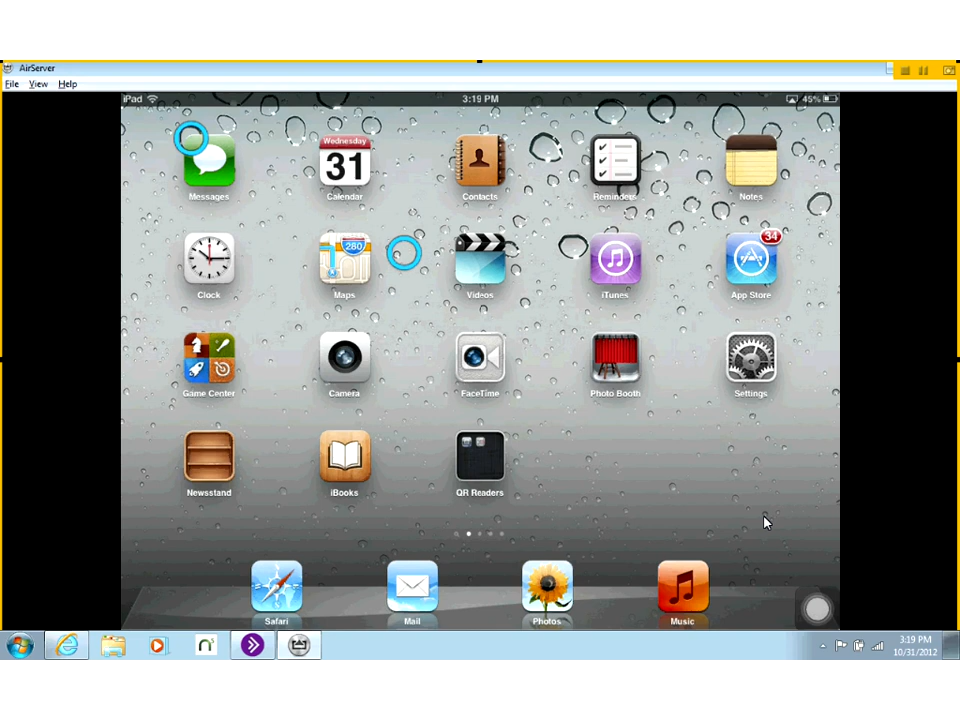 AirServer
File View Help
iPad 3:19 PM 45%
Wednesday
31
Messages Calendar Contacts Reminders Notes
280
34
Clock Maps Videos iTunes App Store
Game Center Camera FaceTime Photo Booth Settings
Newsstand iBooks QR Readers
Safari Mail Photos Music
3:19 PM
10/31/2012